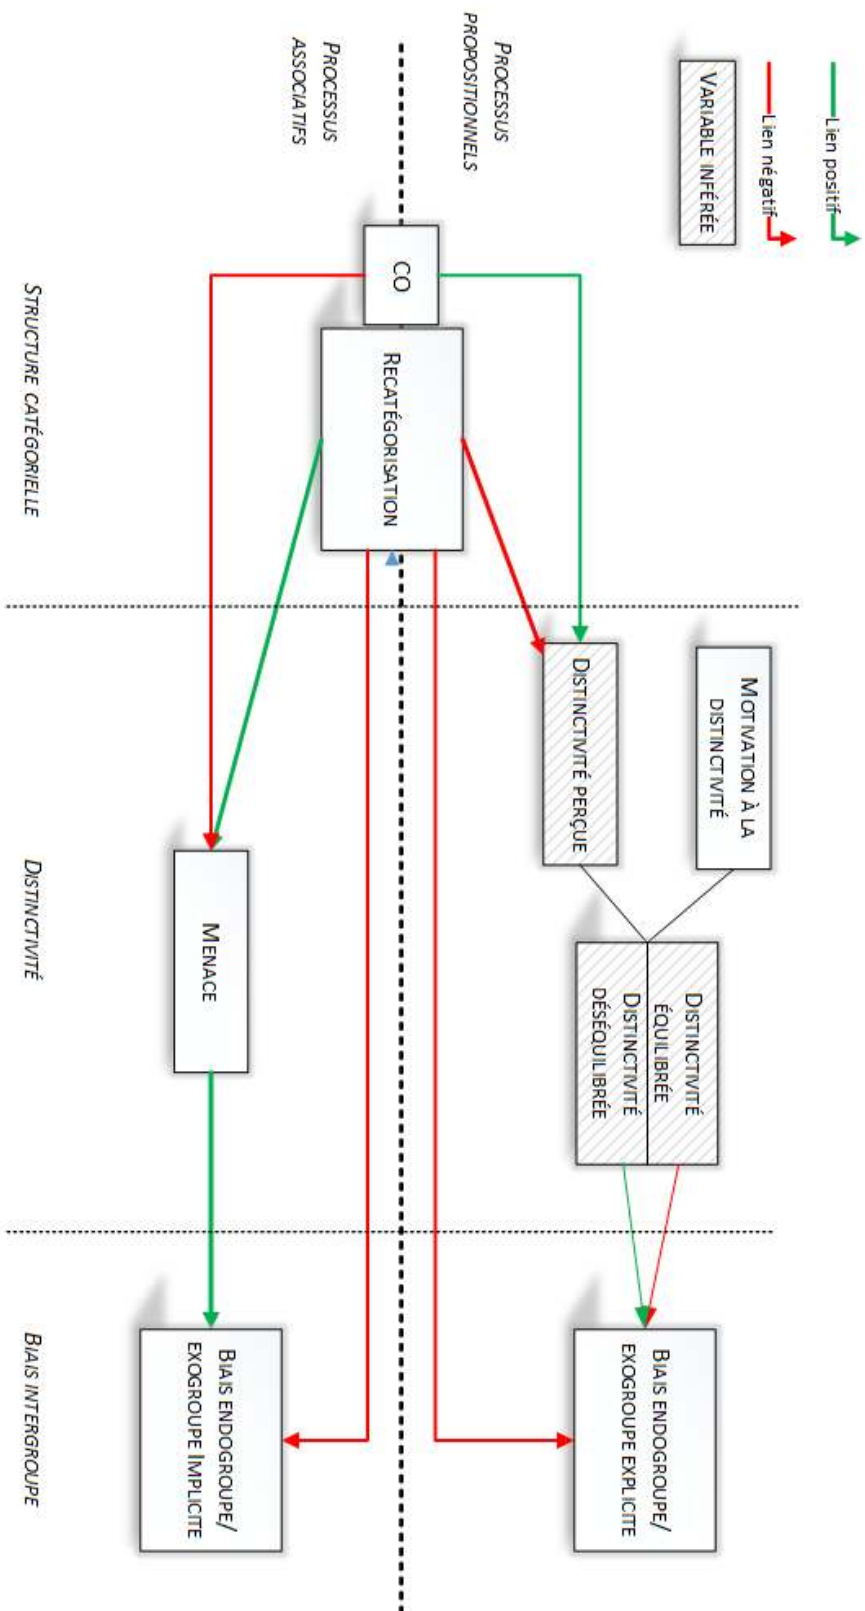 Lien positif
Lien négatif
VARIABLE INFÉRÉE
PROCESSUS
PROPOSITIONNELS
PROCESSUS
ASSOCIATIFS
CO
RECATÉGORISATION
MOTIVATION À LA
DISTINCTIVITÉ
DISTINCTIVITÉ PERÇUE
DISTINCTIVITÉ
ÉQUILIBRÉE
DISTINCTIVITÉ
DÉSÉQUILIBRÉE
MENACE
BIAIS ENDOGROUPE/
EXOGROUPE EXPLICITE
BIAIS ENDOGROUPE/
EXOGROUPE IMPLICITE
STRUCTURE CATÉGORIELLE
DISTINCTIVITÉ
BIAIS INTERGROUPE